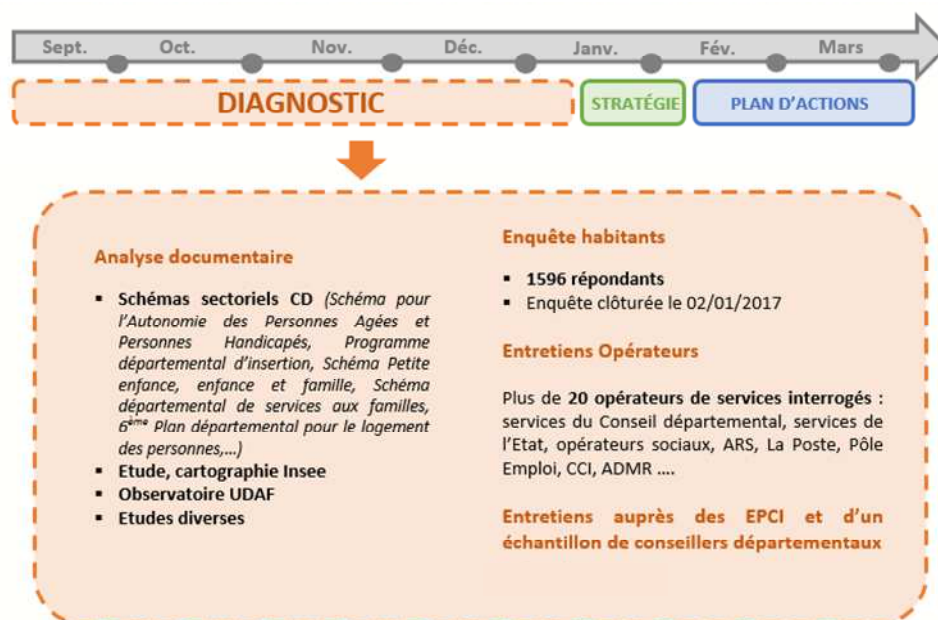 Sept. Oct. Nov. Déc. Janv. Fév. Mars
DIAGNOSTIC
STRATÉGIE
PLAN D'ACTIONS
Analyse documentaire
▪ Schémas sectoriels CD (Schéma pour
l'Autonomie des Personnes Agées et
Personnes Handicapés, Programme
départemental d'insertion, Schéma Petite
enfance, enfance et famille, Schéma
départemental de services aux familles,
6ème Plan départemental pour le logement
des personnes,...)
▪ Etude, cartographie Insee
▪ Observatoire UDAF
▪ Etudes diverses
Enquête habitants
▪ 1596 répondants
▪ Enquête clôturée le 02/01/2017
Entretiens Opérateurs
Plus de 20 opérateurs de services interrogés :
services du Conseil départemental, services de
l'Etat, opérateurs sociaux, ARS, La Poste, Pôle
Emploi, CCI, ADMR ....
Entretiens auprès des EPCI et d'un
échantillon de conseillers départementaux